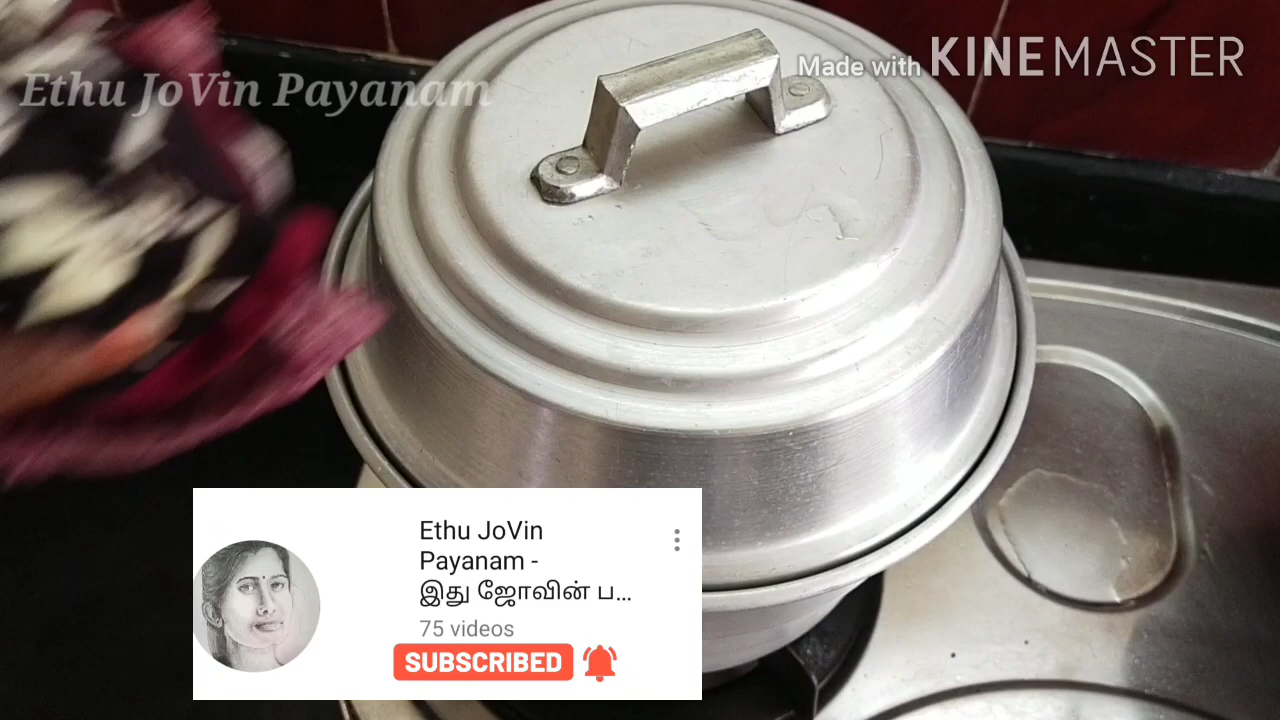 Ethu JoVin Payanam
Made with KINEMASTER
Ethu JoVin
Payanam -
இது ஜோவின் ப...
75 videos
SUBSCRIBED